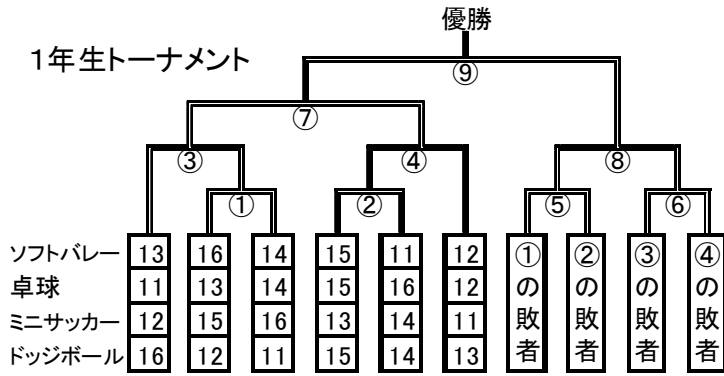 優勝
1年生トーナメント
⑨
⑦
③ ④ ⑧
① ② ⑤ ⑥
ソフトバレー 13 16 14 15 11 12 ①の敗者 ②の敗者 ③の敗者 ④の敗者
卓球 11 13 14 15 16 12
ミニサッカー 12 15 16 13 14 11
ドッジボール 16 12 11 15 14 13